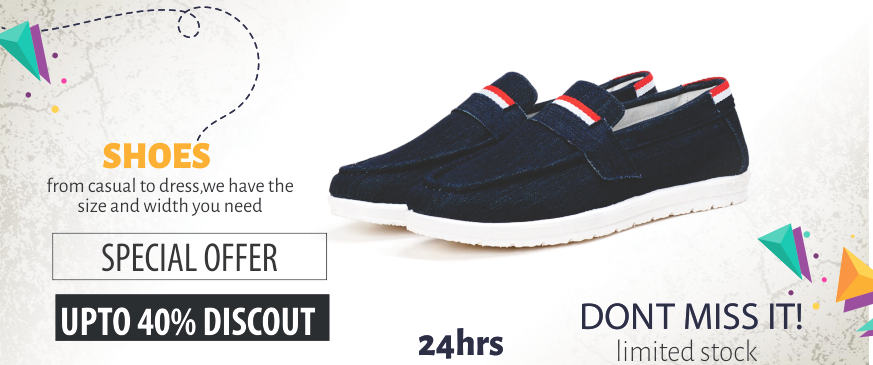 SHOES
from casual to dress,we have the
size and width you need
SPECIAL OFFER
UPTO 40% DISCOUT
24hrs
DONT MISS IT!
limited stock